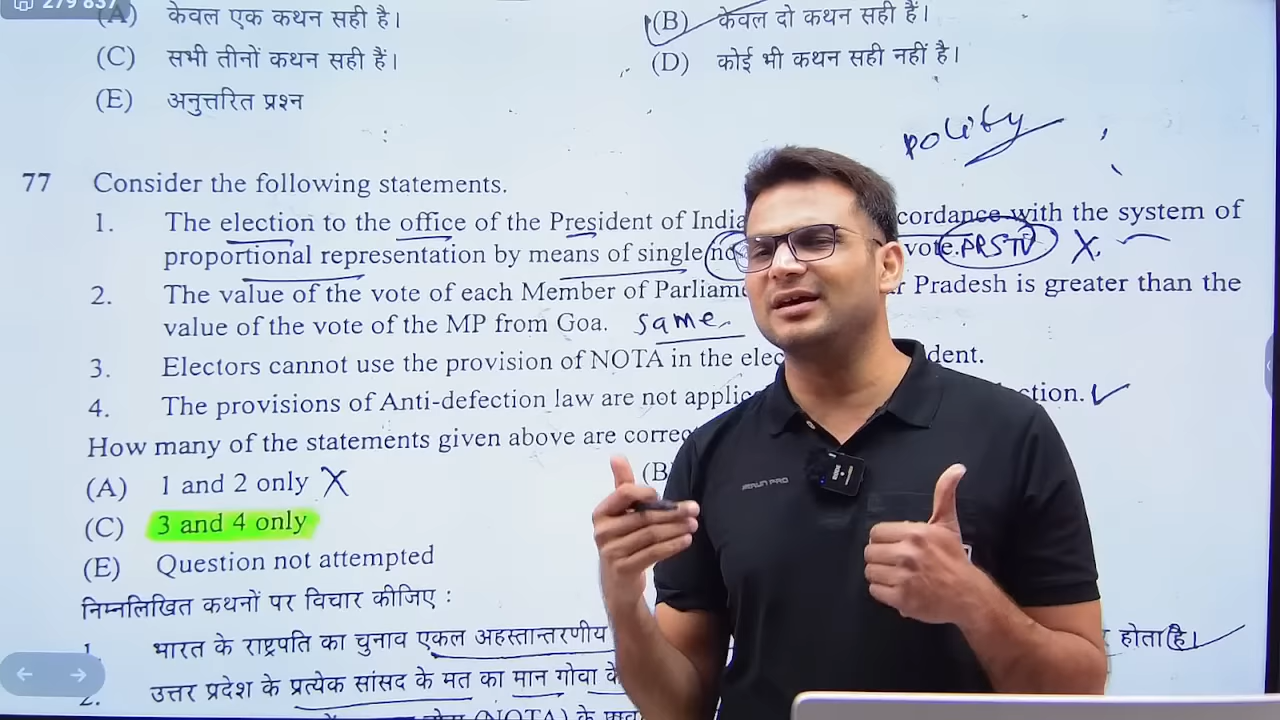 279 837
(A) केवल एक कथन सही है।
(B) केवल दो कथन सही हैं।
(C) सभी तीनों कथन सही हैं।
(D) कोई भी कथन सही नहीं है।
(E) अनुत्तरित प्रश्न
polity
77 Consider the following statements.
1. The election to the office of the President of India cordance with the system of
proportional representation by means of single vote. PRSTV X
2. The value of the vote of each Member of Parliame Pradesh is greater than the
value of the vote of the MP from Goa. same
3. Electors cannot use the provision of NOTA in the elec dent.
4. The provisions of Anti-defection law are not applic tion.
How many of the statements given above are correc
(A) 1 and 2 only X
(B)
(C) 3 and 4 only
(E) Question not attempted
निम्नलिखित कथनों पर विचार कीजिए :
1. भारत के राष्ट्रपति का चुनाव एकल अहस्तान्तरणीय होता है।
2. उत्तर प्रदेश के प्रत्येक सांसद के मत का मान गोवा के
(NOTA) के